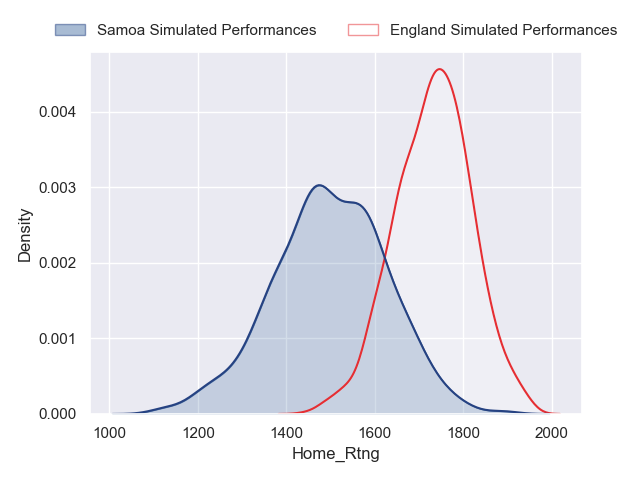 Samoa Simulated Performances England Simulated Performances
0.004
0.003
0.002
0.001
0.000
Density
1000 1200 1400 1600 1800 2000
Home_Rtng